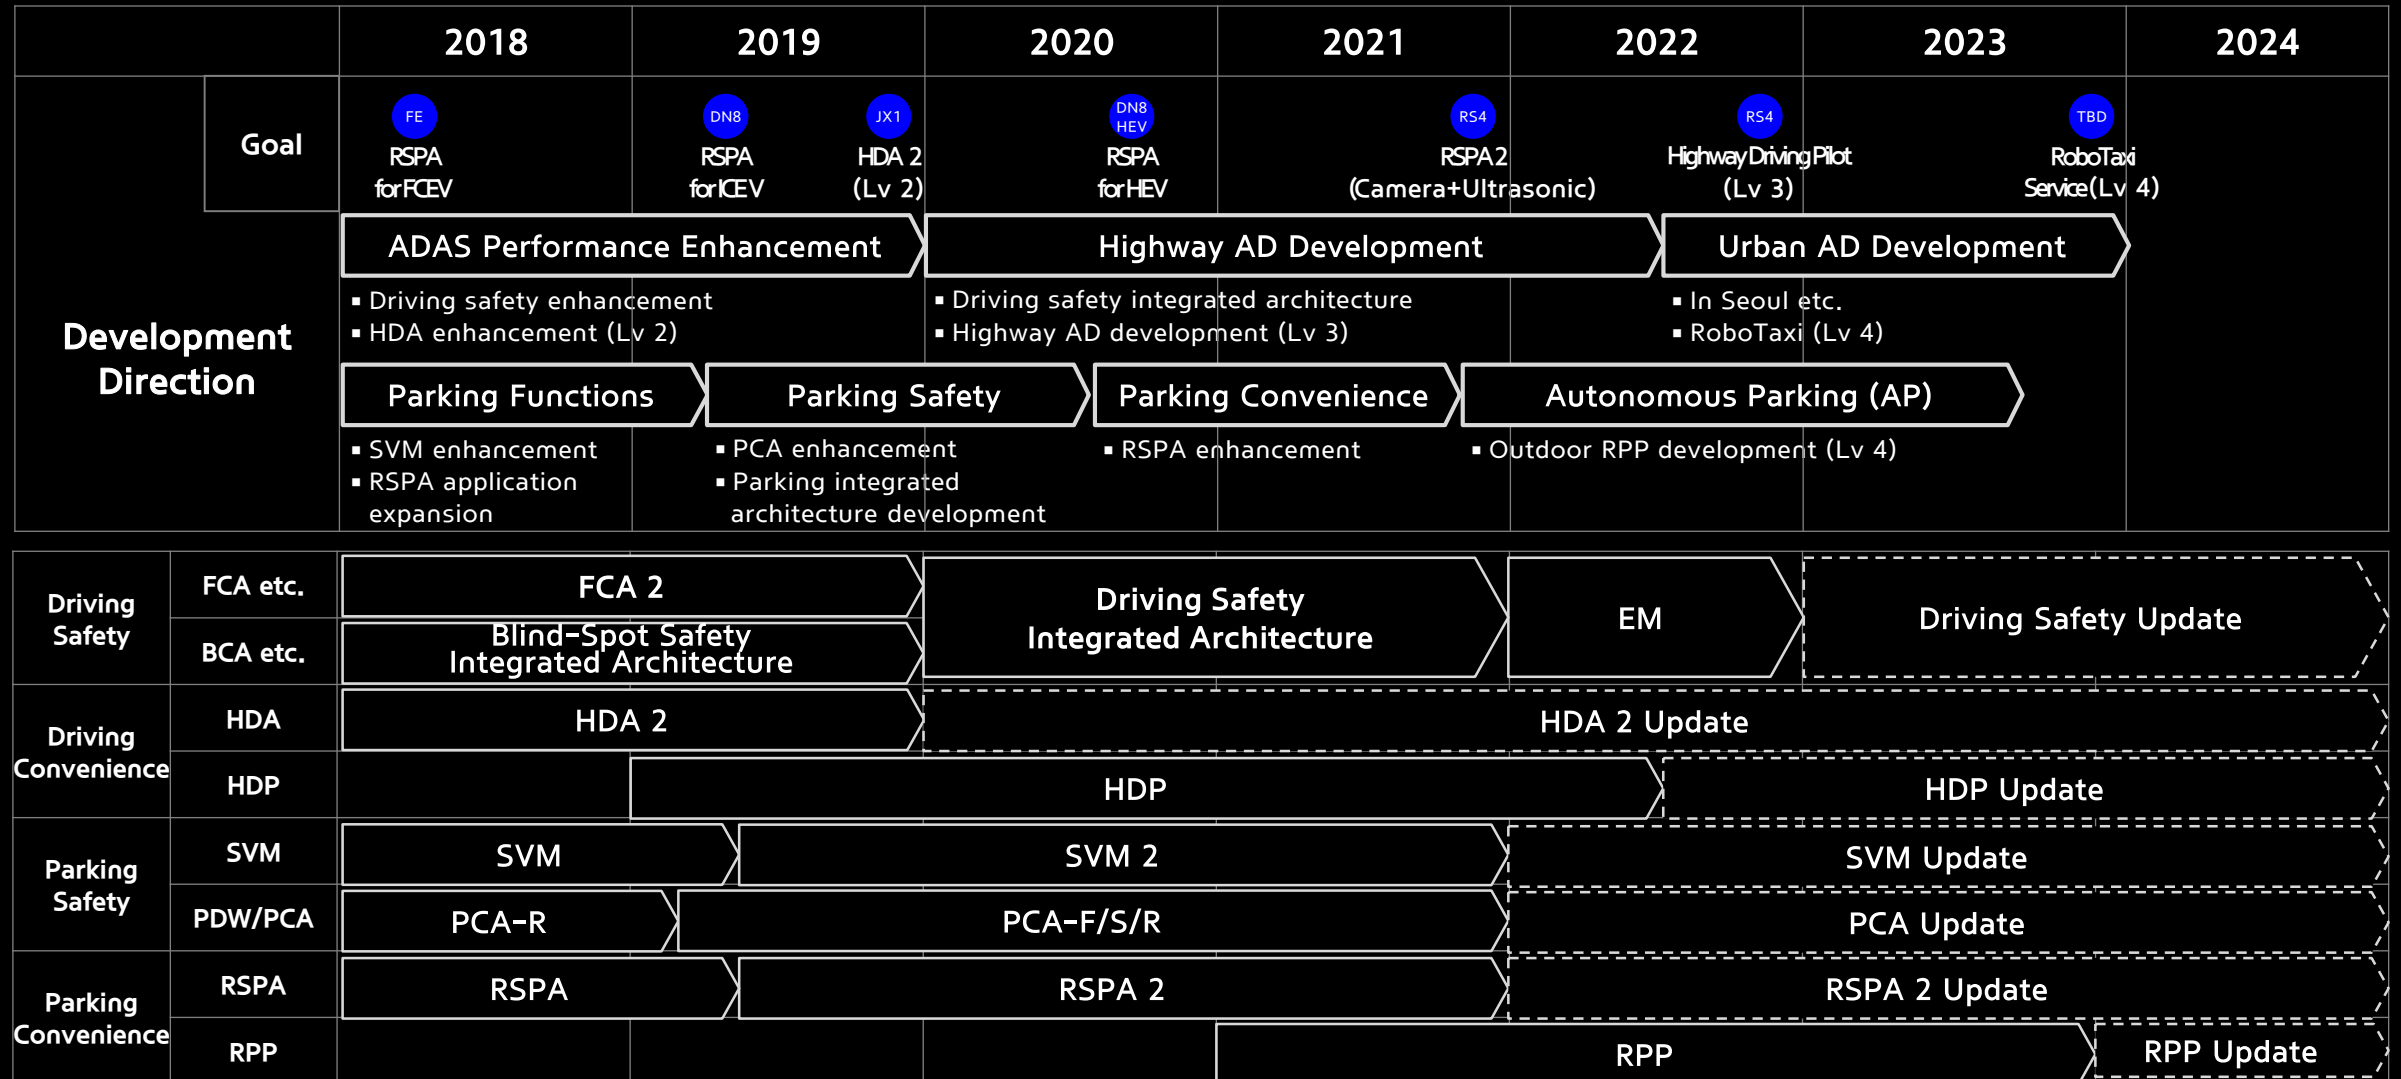 2018 2019 2020 2021 2022 2023 2024
Goal
FE
RSPA
for FCEV
DN8
RSPA
for ICEV
JX1
HDA 2
(Lv 2)
DN8
HEV
RSPA
for HEV
RS4
RSPA 2
(Camera+Ultrasonic)
RS4
Highway Driving Pilot
(Lv 3)
TBD
RoboTaxi
Service (Lv 4)
Development
Direction
ADAS Performance Enhancement
▪ Driving safety enhancement
▪ HDA enhancement (Lv 2)
Highway AD Development
▪ Driving safety integrated architecture
▪ Highway AD development (Lv 3)
Urban AD Development
▪ In Seoul etc.
▪ RoboTaxi (Lv 4)
Parking Functions
▪ SVM enhancement
▪ RSPA application
expansion
Parking Safety
▪ PCA enhancement
▪ Parking integrated
architecture development
Parking Convenience
▪ RSPA enhancement
Autonomous Parking (AP)
▪ Outdoor RPP development (Lv 4)
Driving
Safety
FCA etc.
FCA 2
BCA etc.
Blind-Spot Safety
Integrated Architecture
Driving Safety
Integrated Architecture
EM
Driving Safety Update
Driving
Convenience
HDA
HDA 2
HDA 2 Update
HDP
HDP
HDP Update
Parking
Safety
SVM
SVM
SVM 2
SVM Update
PDW/PCA
PCA-R
PCA-F/S/R
PCA Update
Parking
Convenience
RSPA
RSPA
RSPA 2
RSPA 2 Update
RPP
RPP
RPP Update